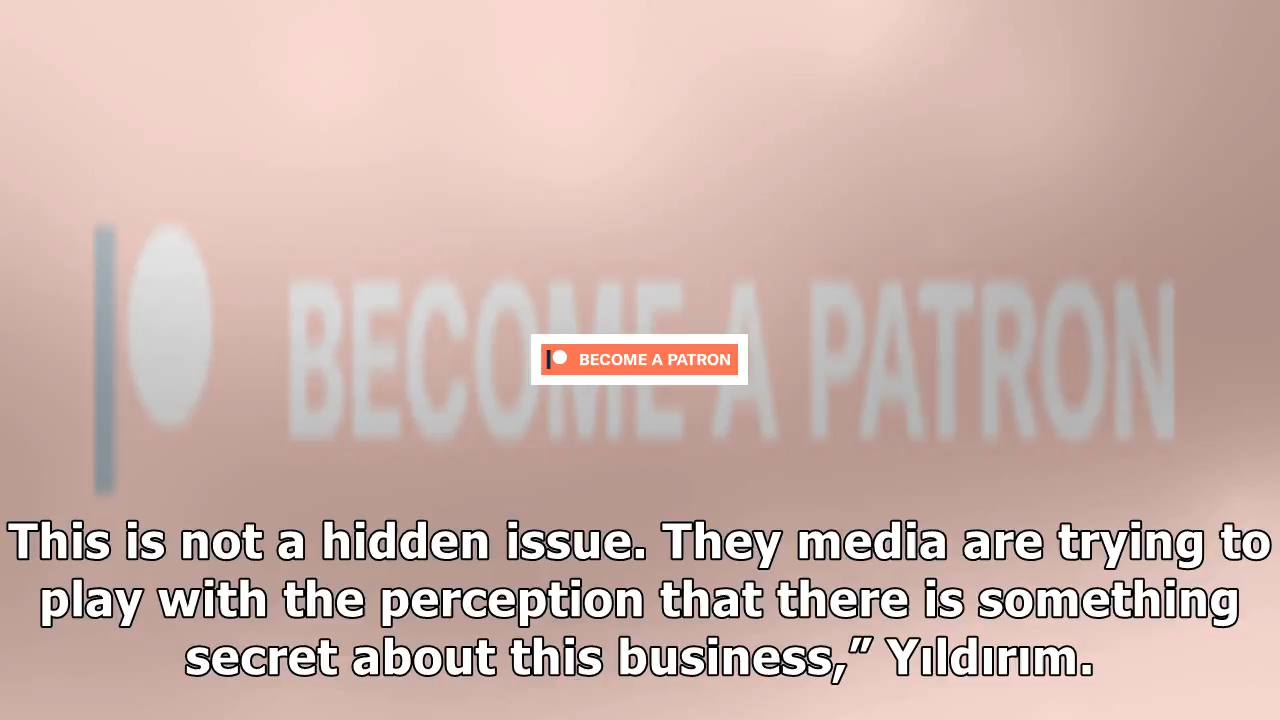 BECOME A PATRON
BECOME A PATRON
This is not a hidden issue. They media are trying to
play with the perception that there is something
secret about this business,” Yıldırım.